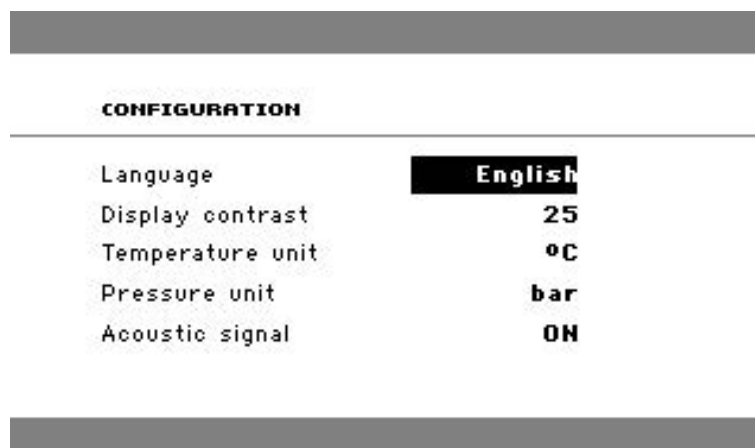 CONFIGURATION
Language English
Display contrast 25
Temperature unit ºC
Pressure unit bar
Acoustic signal ON